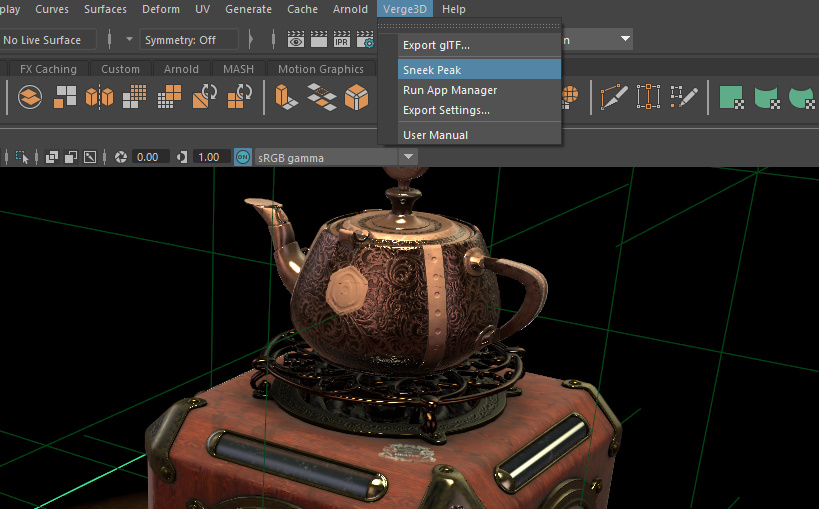 play Curves Surfaces Deform UV Generate Cache Arnold Verge3D Help
No Live Surface Symmetry: Off IPR n
Export glTF...
FX Caching Custom Arnold MASH Motion Graphics
Sneek Peak
Run App Manager
Export Settings...
User Manual
0.00 1.00 ON sRGB gamma